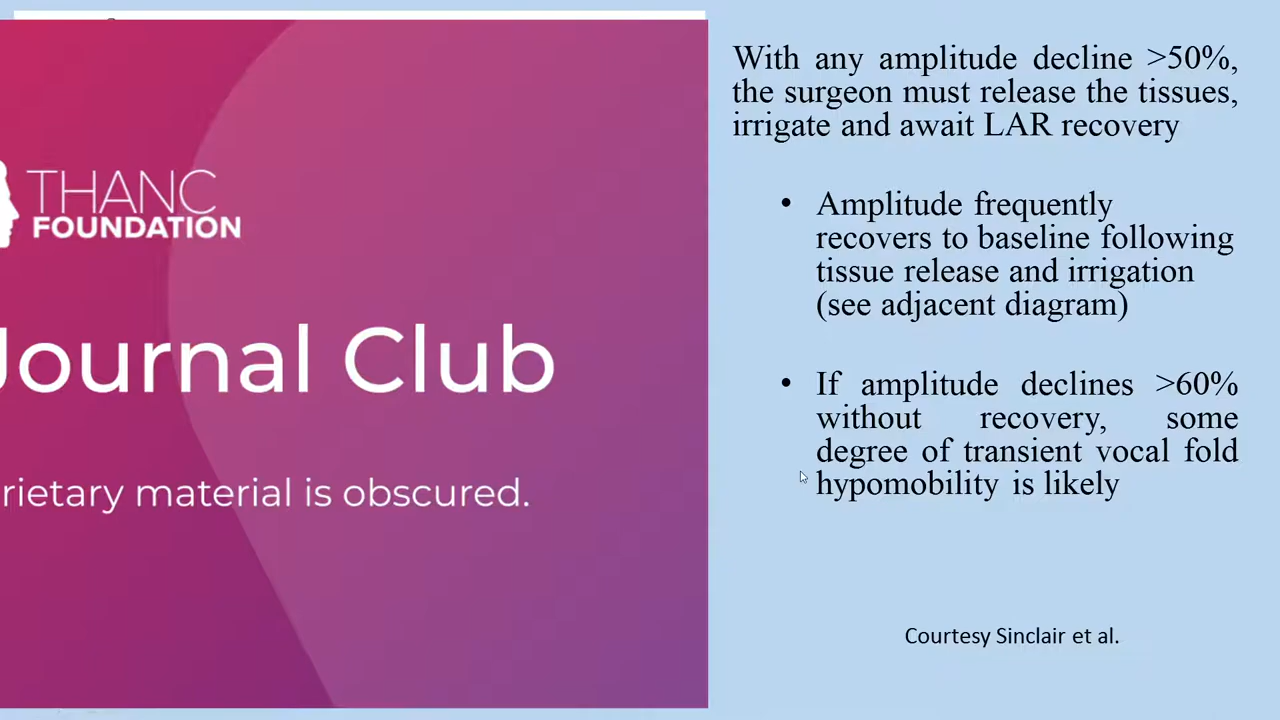 THANC
FOUNDATION
Journal Club
rietary material is obscured.
With any amplitude decline >50%,
the surgeon must release the tissues,
irrigate and await LAR recovery
• Amplitude frequently
recovers to baseline following
tissue release and irrigation
(see adjacent diagram)
• If amplitude declines >60%
without recovery, some
degree of transient vocal fold
hypomobility is likely
Courtesy Sinclair et al.